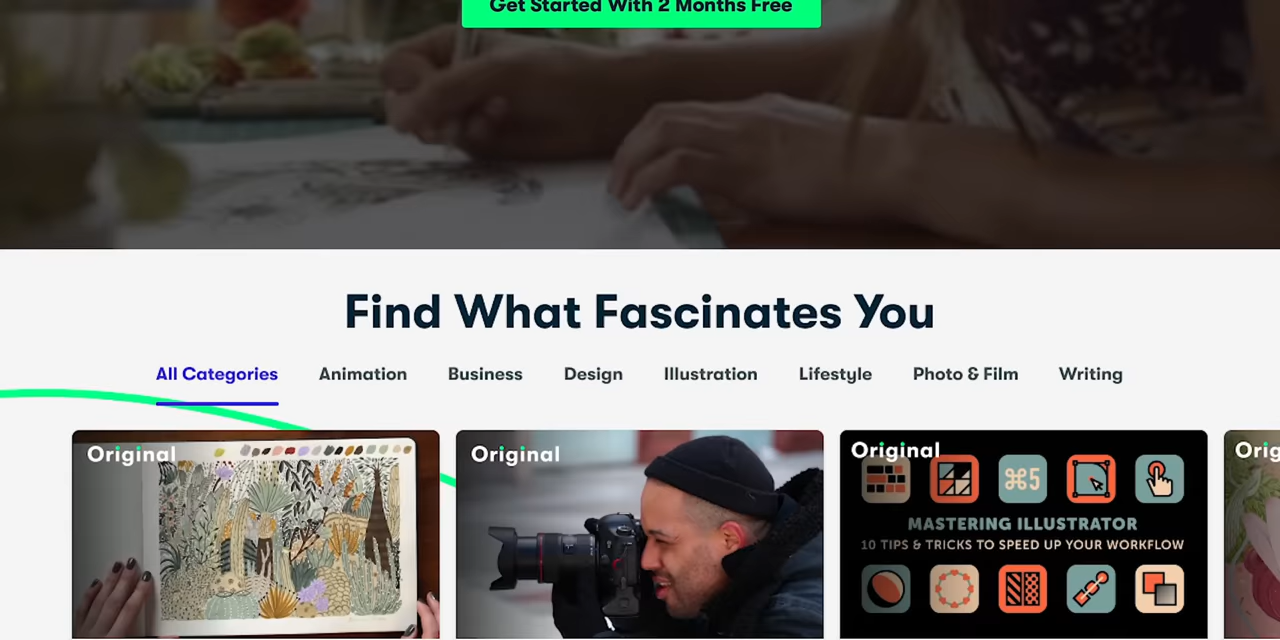 Get Started With 2 Months Free
Find What Fascinates You
All Categories Animation Business Design Illustration Lifestyle Photo & Film Writing
Original Original Original Orig
⌘5
MASTERING ILLUSTRATOR
10 TIPS & TRICKS TO SPEED UP YOUR WORKFLOW